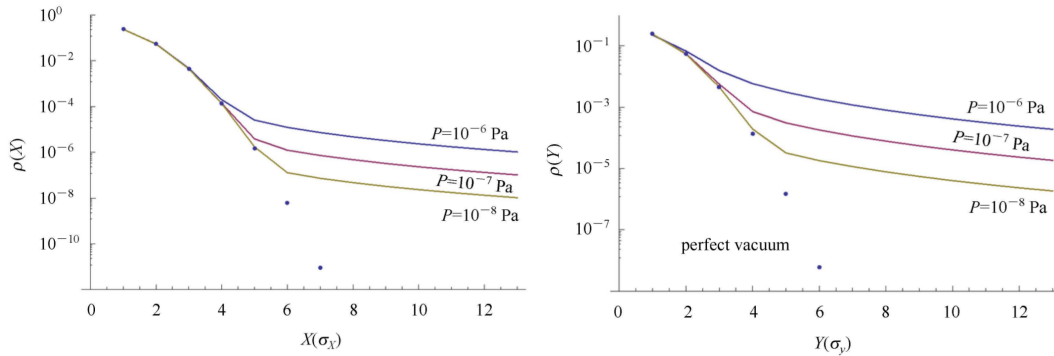 10⁰
10⁻²
10⁻⁴
10⁻⁶
10⁻⁸
10⁻¹⁰
ρ(X)
P=10⁻⁶ Pa
P=10⁻⁷ Pa
P=10⁻⁸ Pa
0 2 4 6 8 10 12
X(σ_X)
10⁻¹
10⁻³
10⁻⁵
10⁻⁷
ρ(Y)
P=10⁻⁶ Pa
P=10⁻⁷ Pa
P=10⁻⁸ Pa
perfect vacuum
0 2 4 6 8 10 12
Y(σ_y)